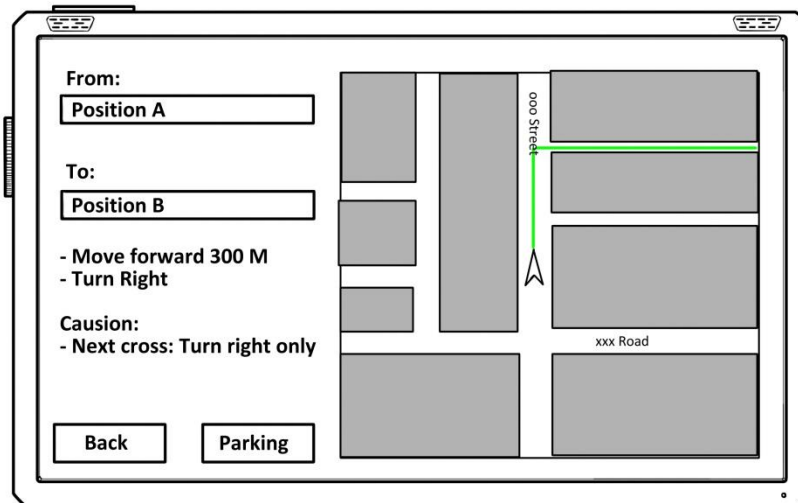 From:
Position A
To:
Position B
- Move forward 300 M
- Turn Right
Causion:
- Next cross: Turn right only
Back
Parking
ooo Street
xxx Road